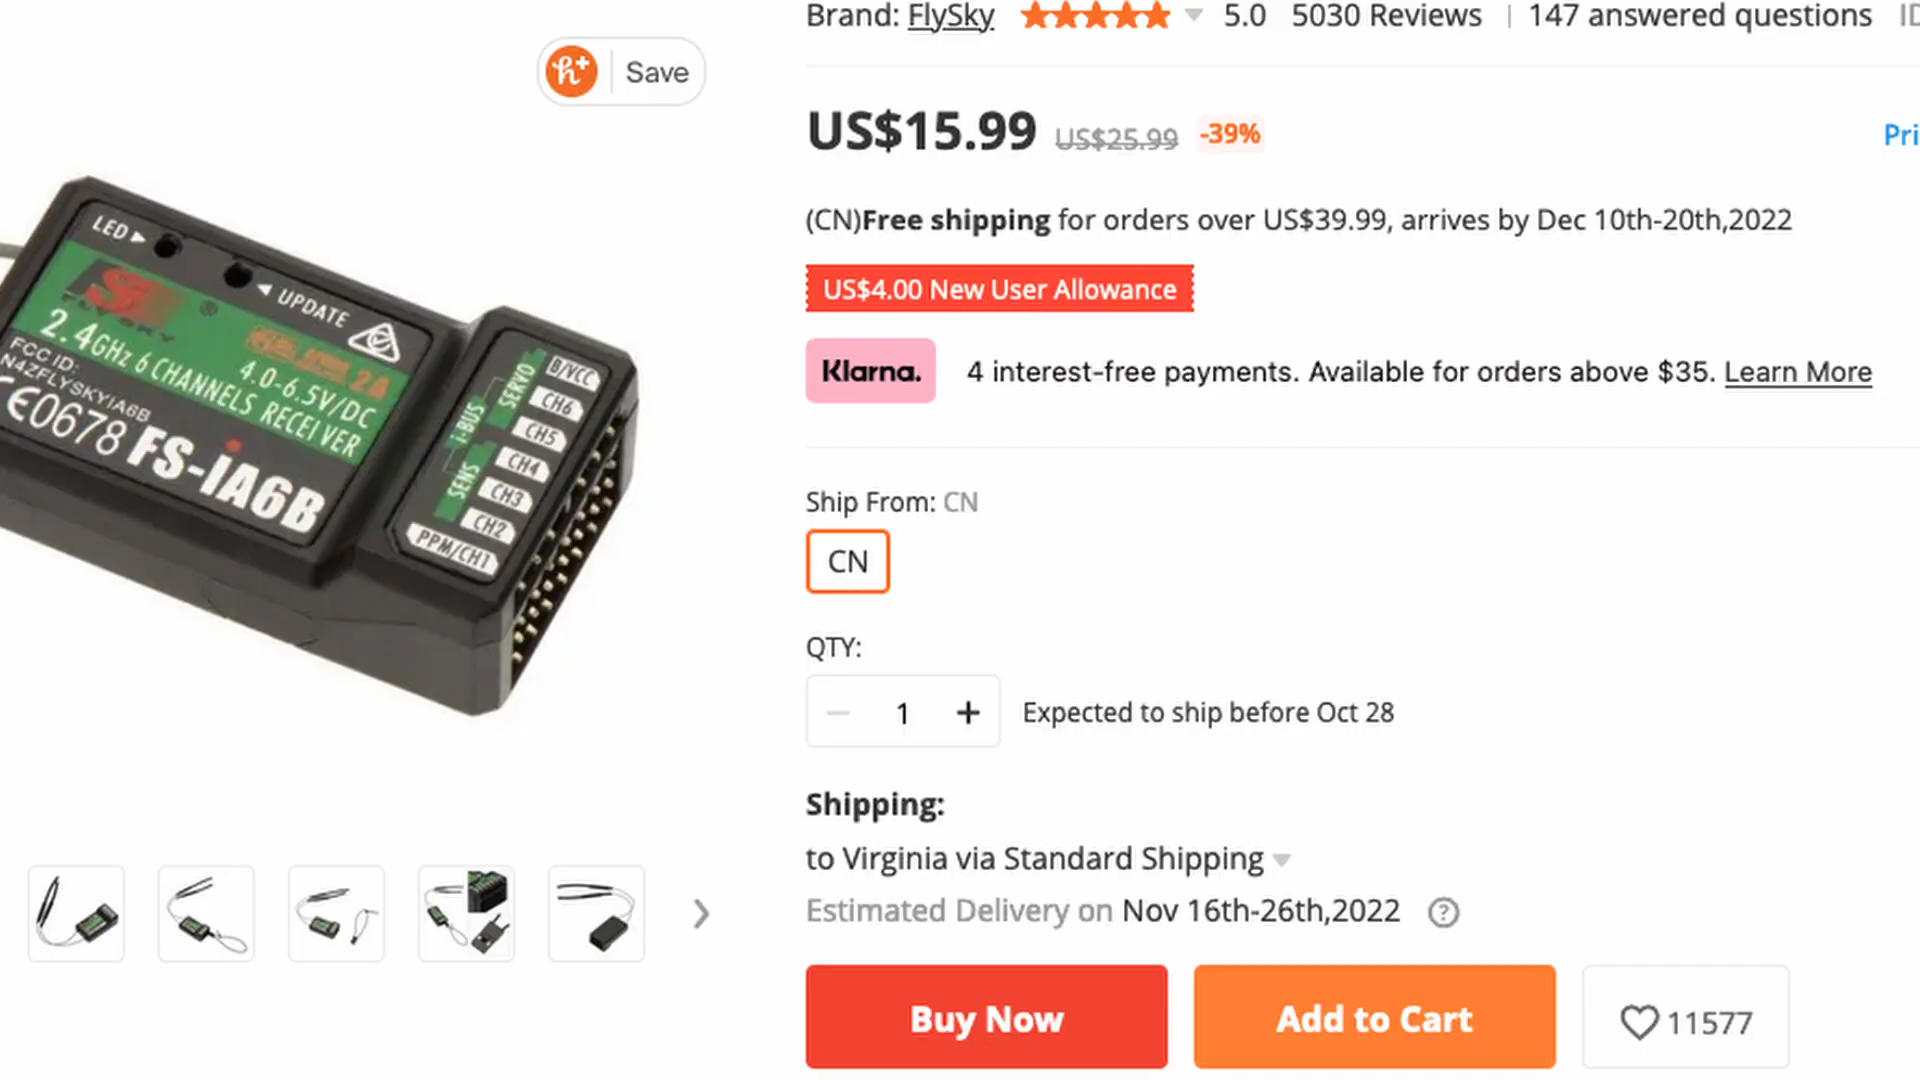 Brand: FlySky 5.0 5030 Reviews | 147 answered questions
h+ Save
US$15.99 US$25.99 -39%
(CN)Free shipping for orders over US$39.99, arrives by Dec 10th-20th,2022
US$4.00 New User Allowance
Klarna. 4 interest-free payments. Available for orders above $35. Learn More
Ship From: CN
CN
QTY:
− 1 + Expected to ship before Oct 28
Shipping:
to Virginia via Standard Shipping
Estimated Delivery on Nov 16th-26th,2022 ?
Buy Now
Add to Cart
11577
LED
UPDATE
FLYSKY ®
2.4GHz 6 CHANNELS RECEIVER
4.0-6.5V/DC
FCC ID:
N4ZFLYSKYIA6B
CE0678 FS-iA6B
i-BUS
SERVO
SENS
B/VCC
CH6
CH5
CH4
CH3
CH2
PPM/CH1